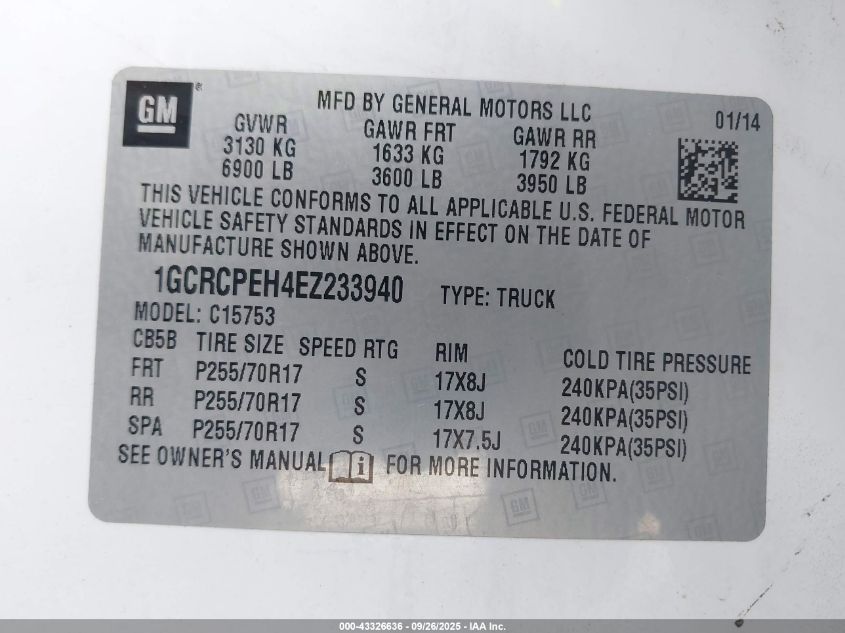 GM®
MFD BY GENERAL MOTORS LLC
01/14
GVWR GAWR FRT GAWR RR
3130 KG 1633 KG 1792 KG
6900 LB 3600 LB 3950 LB
THIS VEHICLE CONFORMS TO ALL APPLICABLE U.S. FEDERAL MOTOR
VEHICLE SAFETY STANDARDS IN EFFECT ON THE DATE OF
MANUFACTURE SHOWN ABOVE.
1GCRCPEH4EZ233940 TYPE: TRUCK
MODEL: C15753
CB5B TIRE SIZE SPEED RTG RIM COLD TIRE PRESSURE
FRT P255/70R17 S 17X8J 240KPA(35PSI)
RR P255/70R17 S 17X8J 240KPA(35PSI)
SPA P255/70R17 S 17X7.5J 240KPA(35PSI)
SEE OWNER'S MANUAL i FOR MORE INFORMATION.
000-43326636 - 09/26/2025 - IAA Inc.